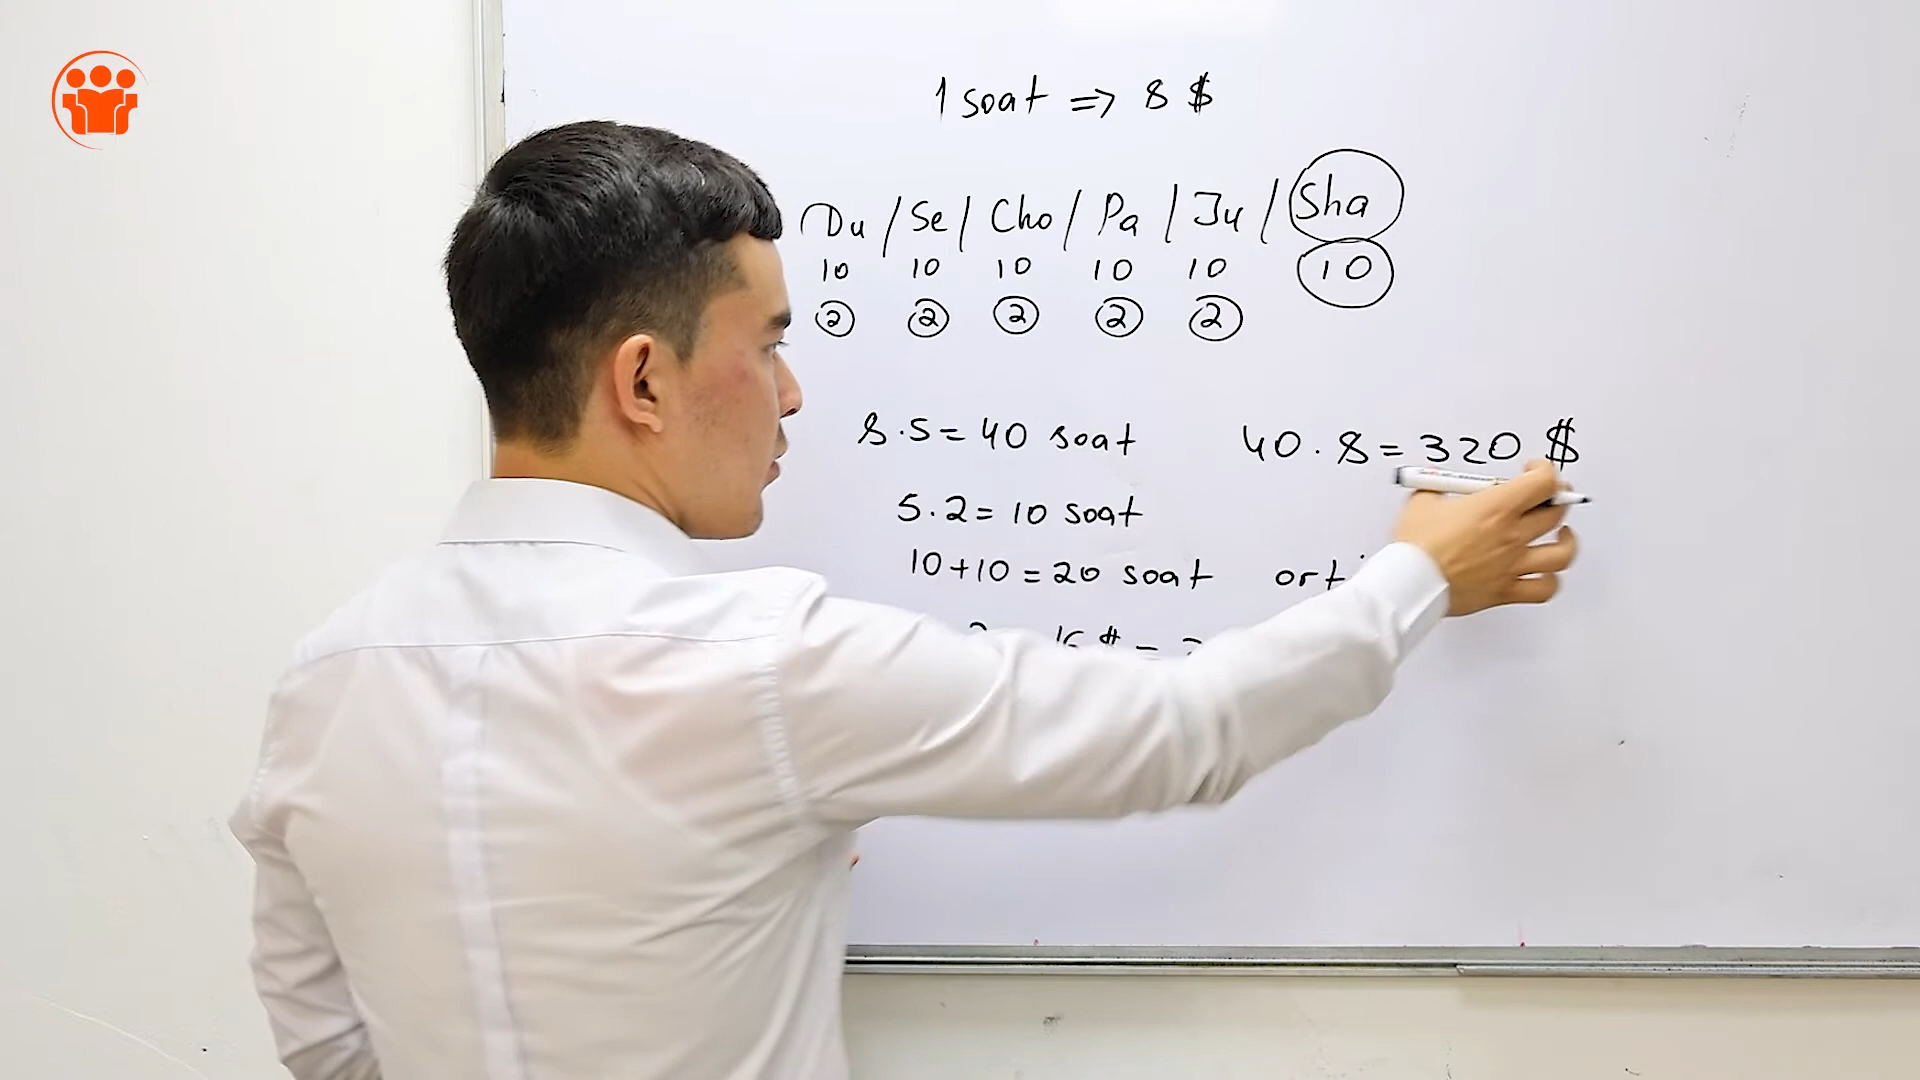 1 soat => 8 $
Du / Se / Cho / Pa / Ju / Sha
10 10 10 10 10 10
2 2 2 2 2
8 · 5 = 40 soat 40 · 8 = 320 $
5 · 2 = 10 soat
10 + 10 = 20 soat
$ =